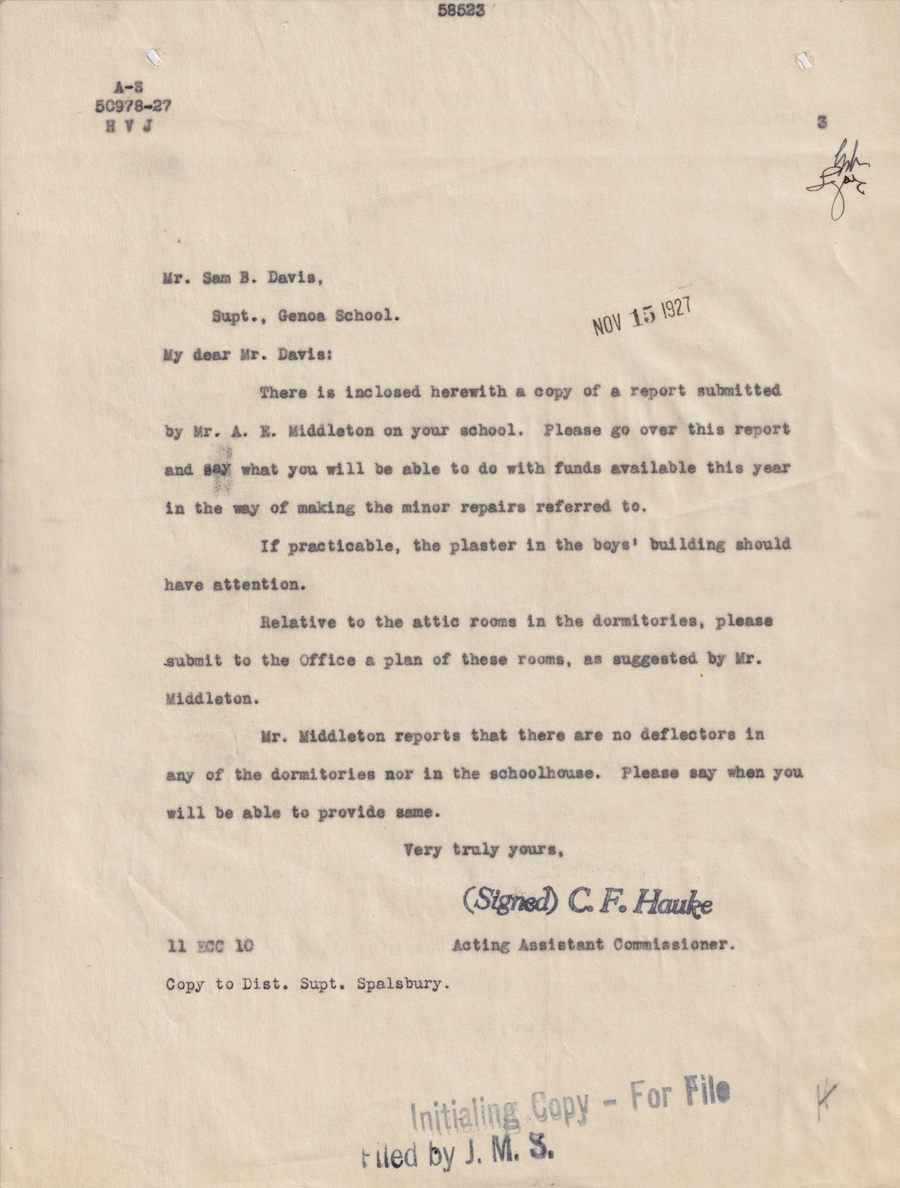 58523
A-S
50978-27
H V J
3
Mr. Sam B. Davis,
Supt., Genoa School.
NOV 15 1927
My dear Mr. Davis:
There is inclosed herewith a copy of a report submitted
by Mr. A. E. Middleton on your school. Please go over this report
and say what you will be able to do with funds available this year
in the way of making the minor repairs referred to.
If practicable, the plaster in the boys' building should
have attention.
Relative to the attic rooms in the dormitories, please
submit to the Office a plan of these rooms, as suggested by Mr.
Middleton.
Mr. Middleton reports that there are no deflectors in
any of the dormitories nor in the schoolhouse. Please say when you
will be able to provide same.
Very truly yours,
(Signed) C. F. Hauke
11 ECC 10
Acting Assistant Commissioner.
Copy to Dist. Supt. Spalsbury.
Initialing Copy - For File
Filed by J. M. S.